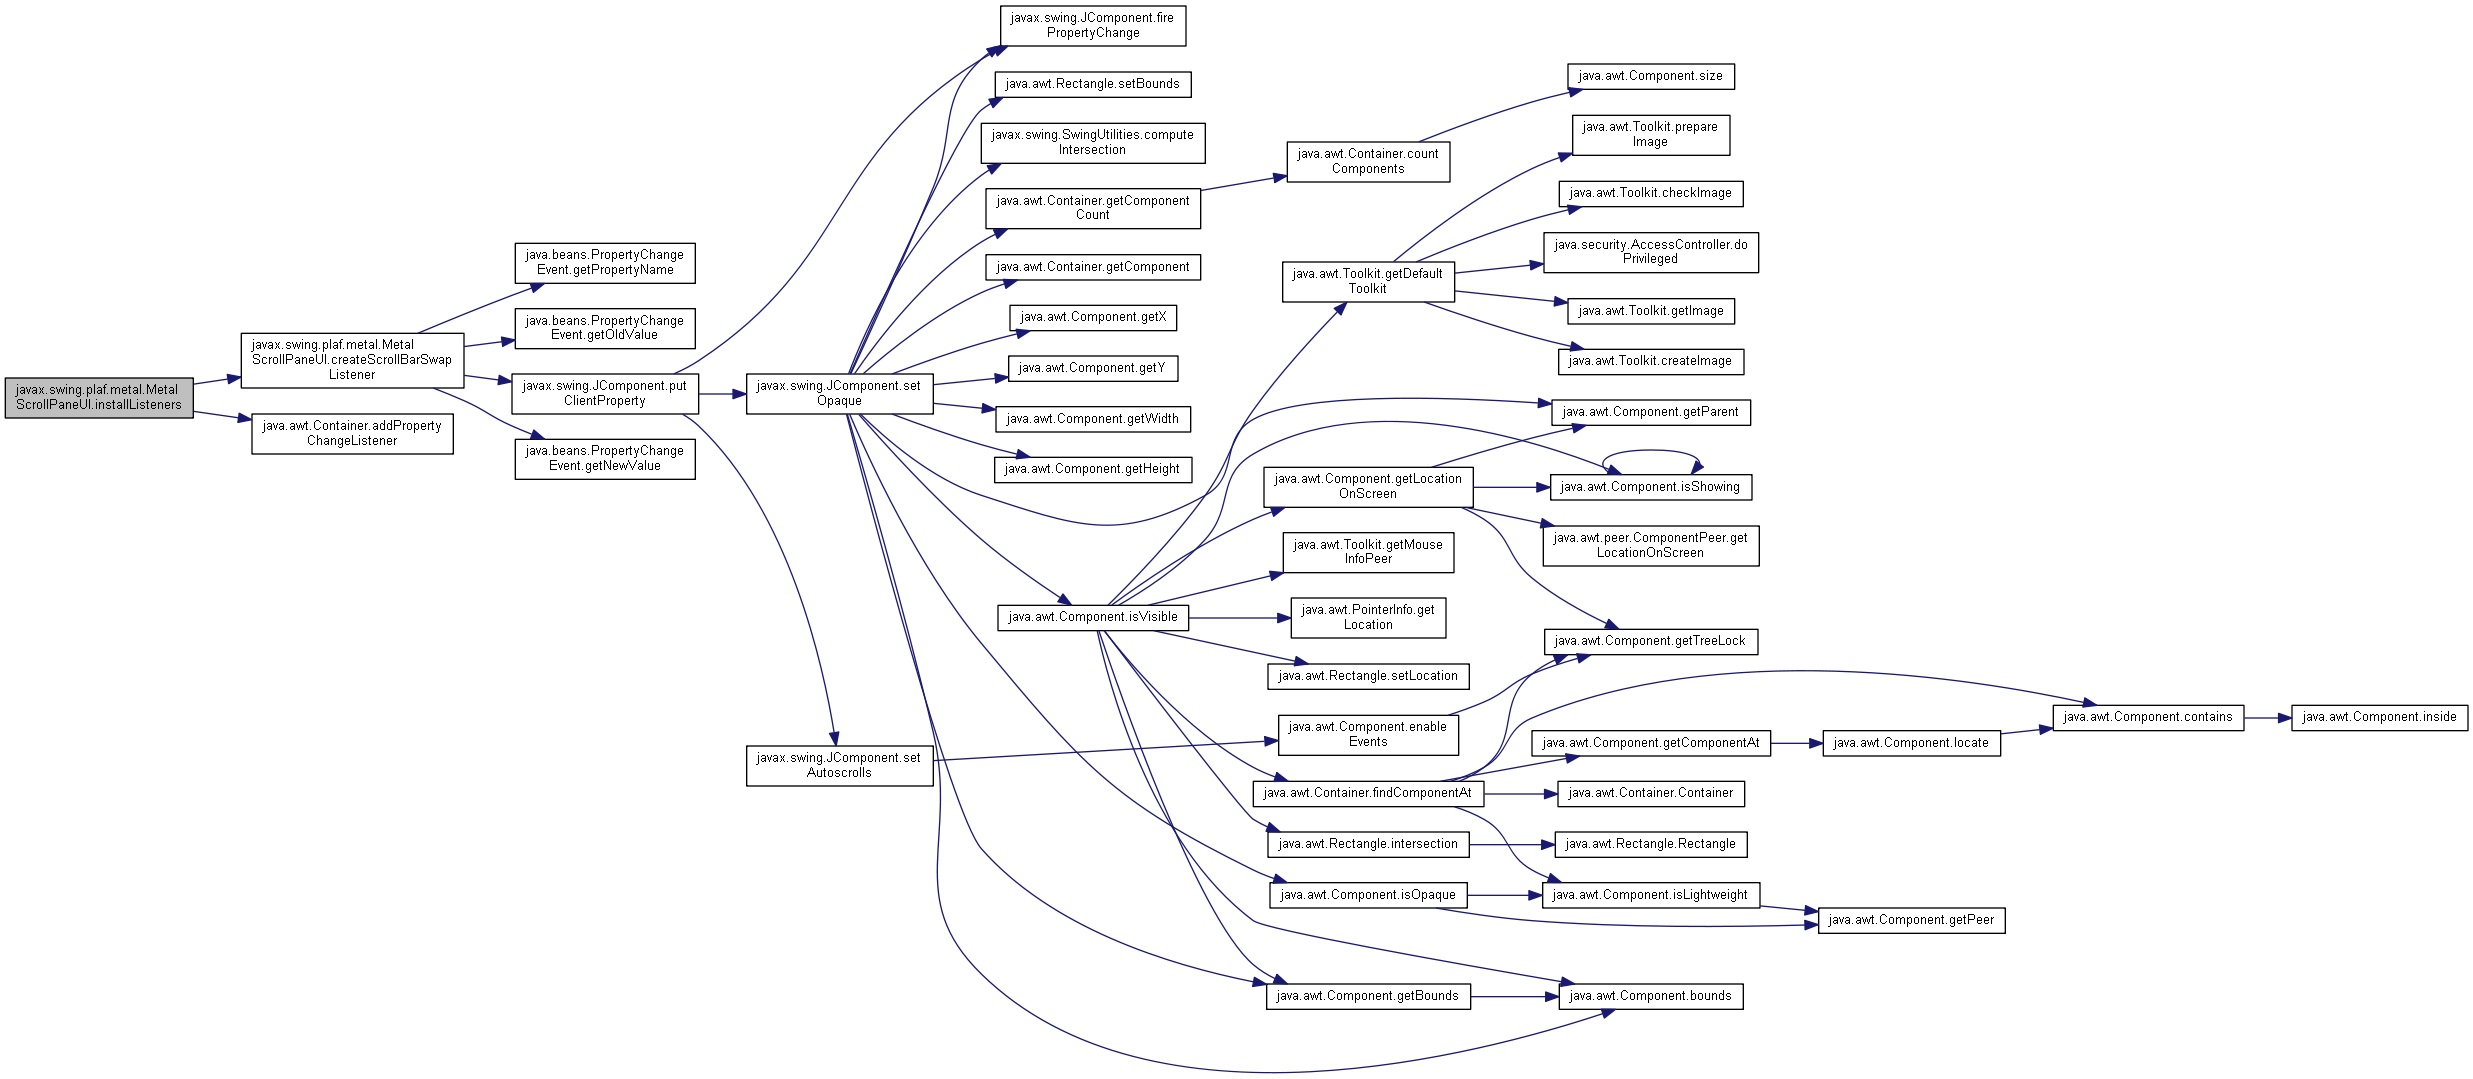 javax.swing.plaf.metal.Metal
ScrollPaneUI.installListeners
javax.swing.plaf.metal.Metal
ScrollPaneUI.createScrollBarSwap
Listener
java.awt.Container.addProperty
ChangeListener
java.beans.PropertyChange
Event.getPropertyName
java.beans.PropertyChange
Event.getOldValue
javax.swing.JComponent.put
ClientProperty
java.beans.PropertyChange
Event.getNewValue
javax.swing.JComponent.set
Opaque
javax.swing.JComponent.set
Autoscrolls
javax.swing.JComponent.fire
PropertyChange
java.awt.Rectangle.setBounds
javax.swing.SwingUtilities.compute
Intersection
java.awt.Container.getComponent
Count
java.awt.Container.getComponent
java.awt.Component.getX
java.awt.Component.getY
java.awt.Component.getWidth
java.awt.Component.getHeight
java.awt.Component.isVisible
java.awt.Container.count
Components
java.awt.Toolkit.getDefault
Toolkit
java.awt.Component.getLocation
OnScreen
java.awt.Toolkit.getMouse
InfoPeer
java.awt.PointerInfo.get
Location
java.awt.Rectangle.setLocation
java.awt.Component.enable
Events
java.awt.Container.findComponentAt
java.awt.Rectangle.intersection
java.awt.Component.isOpaque
java.awt.Component.getBounds
java.awt.Component.size
java.awt.Toolkit.prepare
Image
java.awt.Toolkit.checkImage
java.security.AccessController.do
Privileged
java.awt.Toolkit.getImage
java.awt.Toolkit.createImage
java.awt.Component.getParent
java.awt.Component.isShowing
java.awt.peer.ComponentPeer.get
LocationOnScreen
java.awt.Component.getTreeLock
java.awt.Component.getComponentAt
java.awt.Container.Container
java.awt.Rectangle.Rectangle
java.awt.Component.isLightweight
java.awt.Component.bounds
java.awt.Component.locate
java.awt.Component.getPeer
java.awt.Component.contains
java.awt.Component.inside